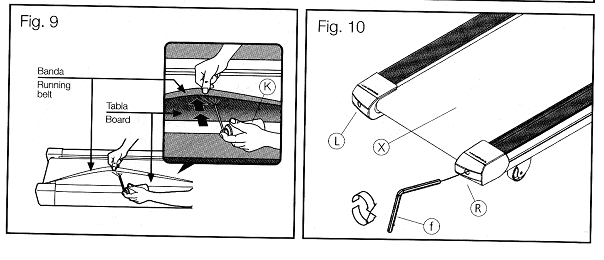 Fig. 9
Banda
Running
belt
Tabla
Board
K
Fig. 10
L
X
R
f